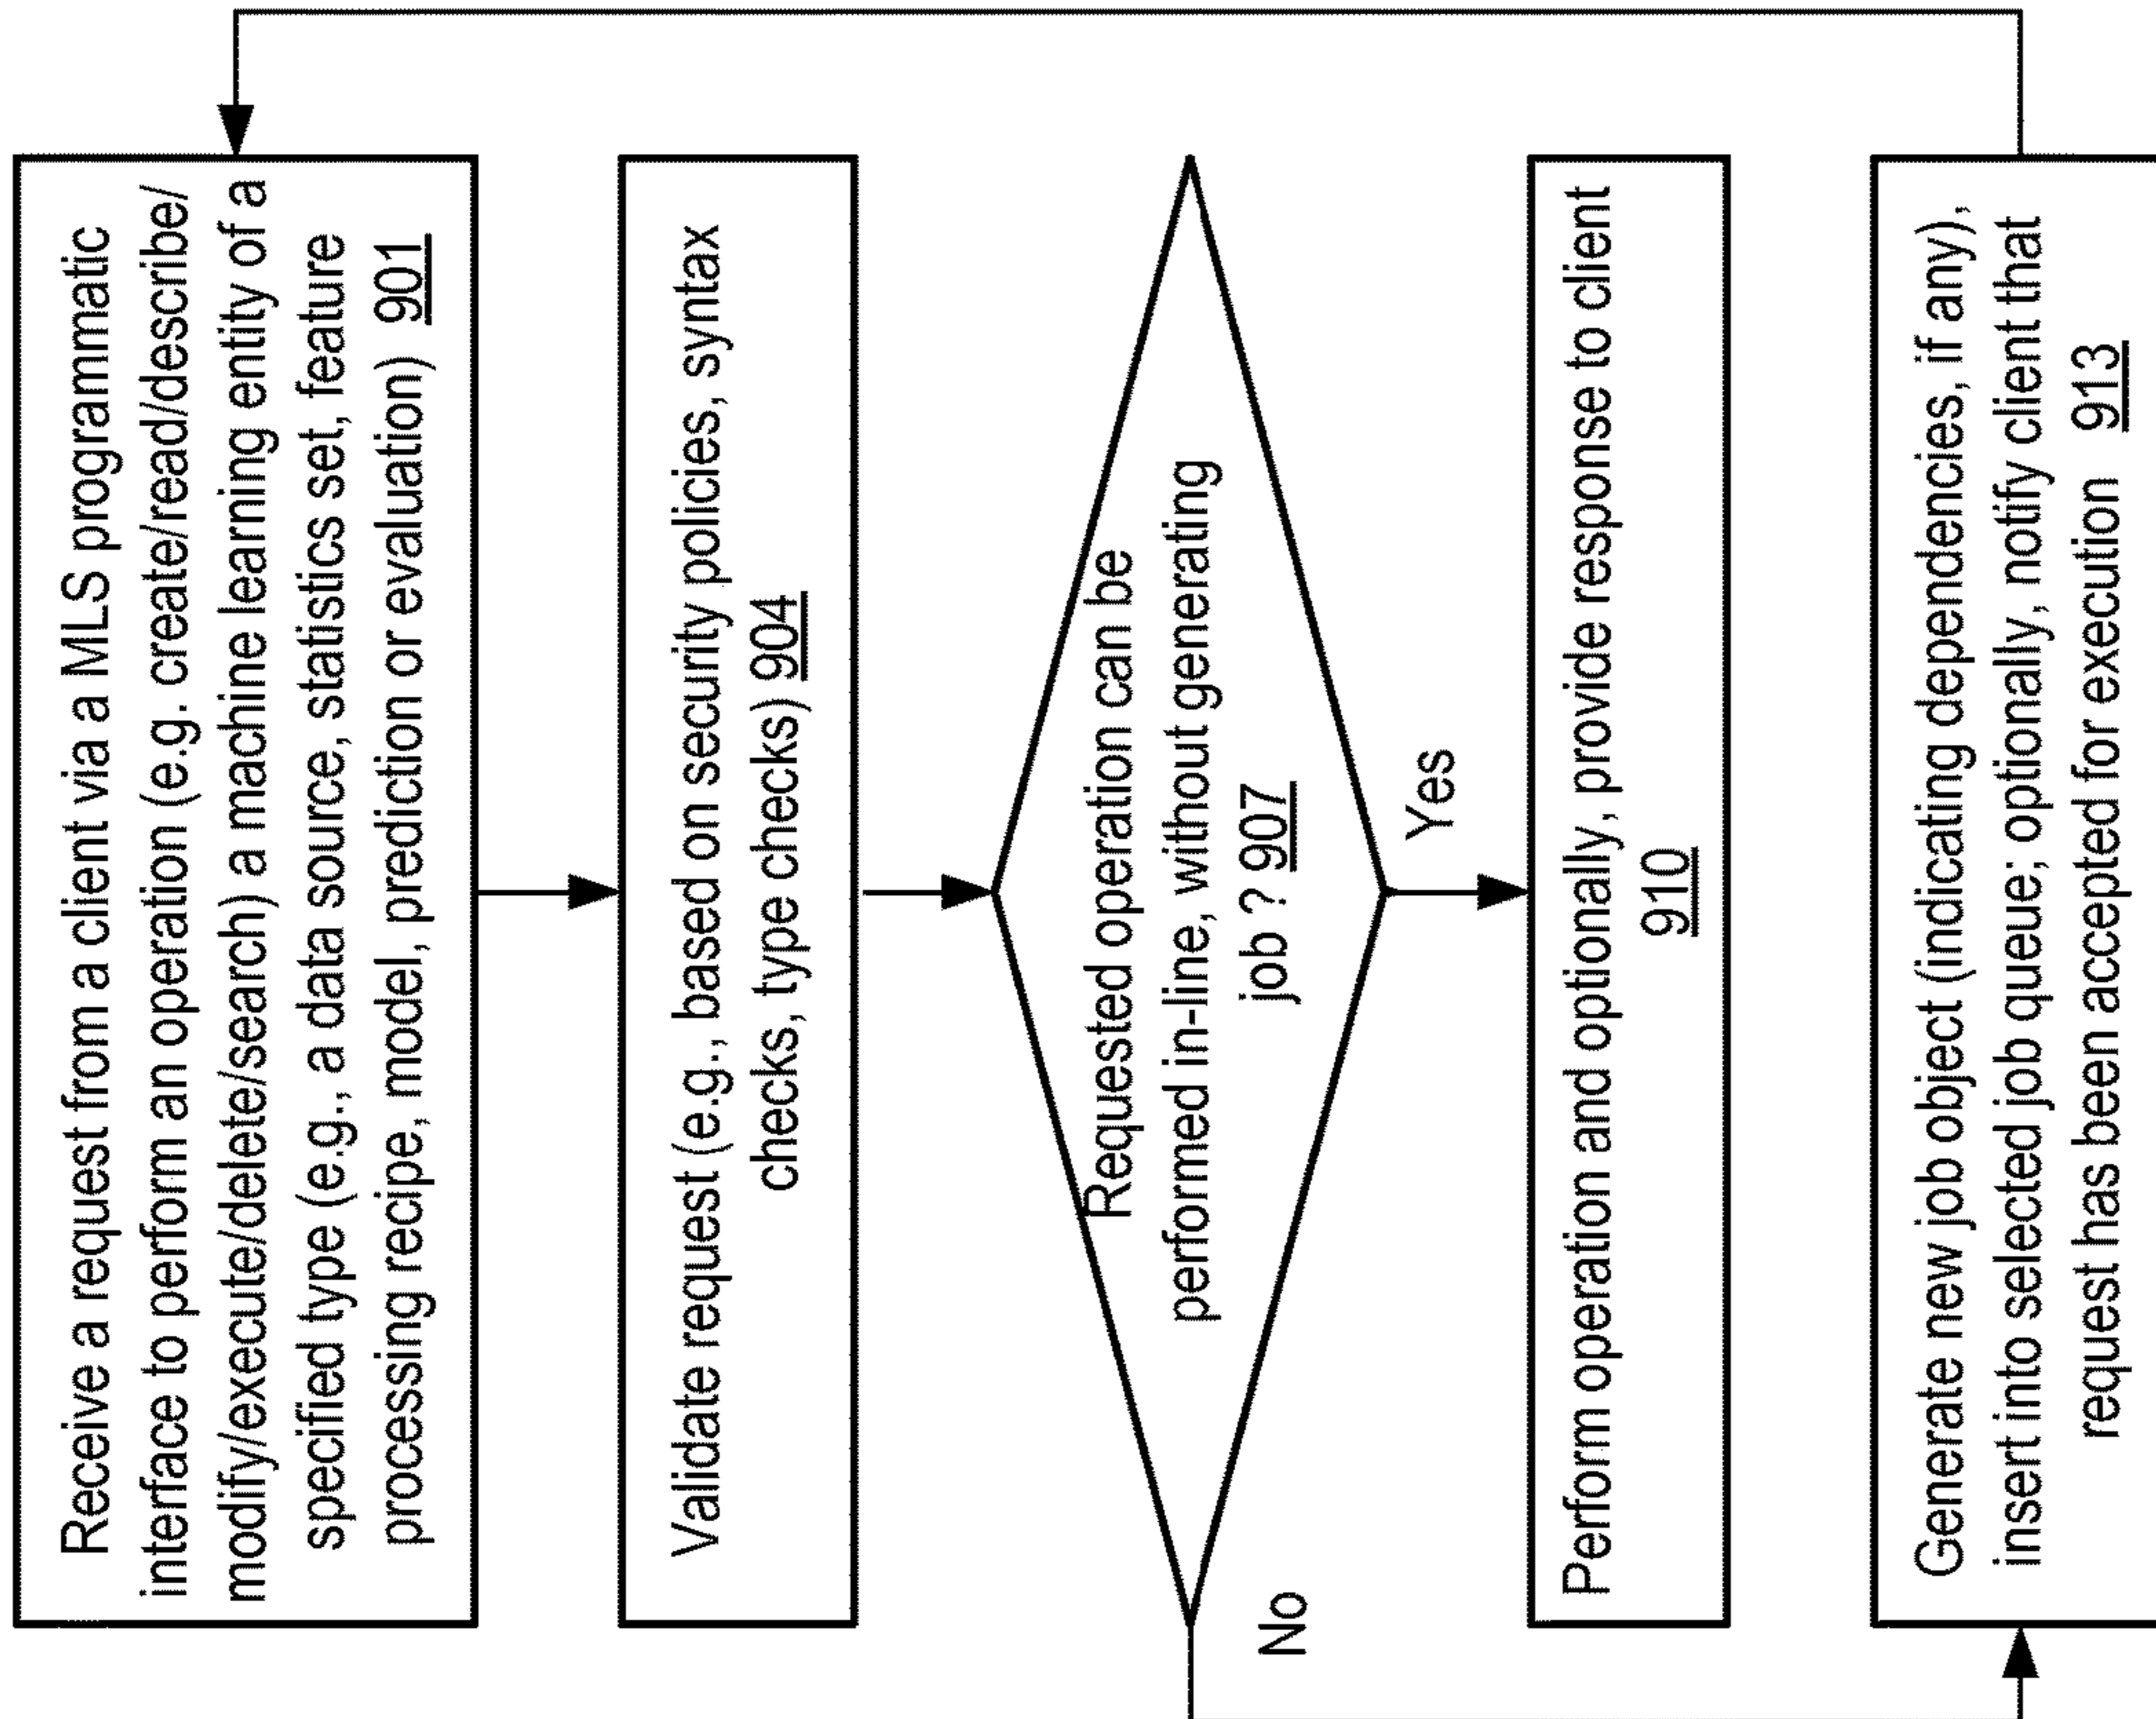 Receive a request from a client via a MLS programmatic
interface to perform an operation (e.g. create/read/describe/
modify/execute/delete/search) a machine learning entity of a
specified type (e.g., a data source, statistics set, feature
processing recipe, model, prediction or evaluation) 901
Validate request (e.g., based on security policies, syntax
checks, type checks) 904
Requested operation can be
performed in-line, without generating
job ? 907
Yes
No
Perform operation and optionally, provide response to client
910
Generate new job object (indicating dependencies, if any),
insert into selected job queue; optionally, notify client that
request has been accepted for execution 913